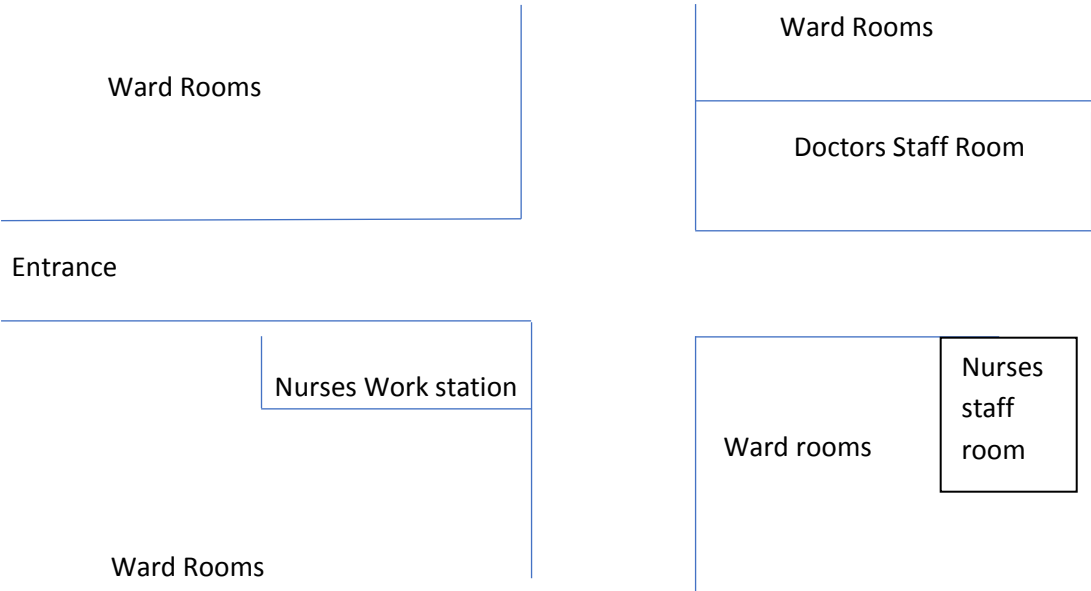 Ward Rooms
Ward Rooms
Doctors Staff Room
Entrance
Nurses Work station
Nurses
staff
room
Ward rooms
Ward Rooms